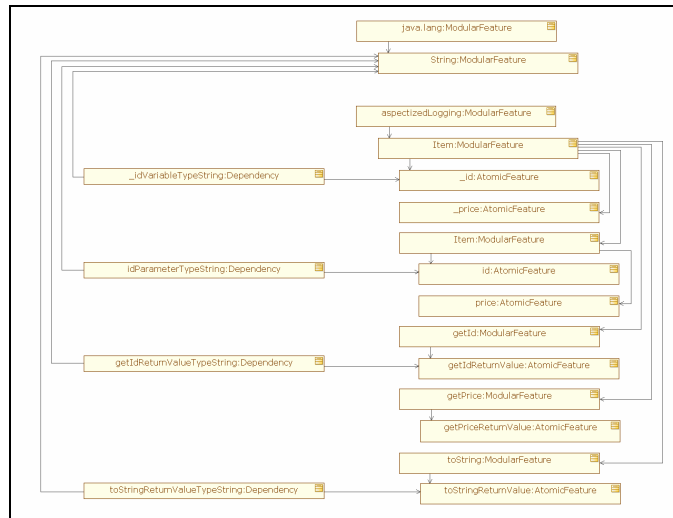 java.lang:ModularFeature
String:ModularFeature
aspectizedLogging:ModularFeature
Item:ModularFeature
_idVariableTypeString:Dependency
_id:AtomicFeature
_price:AtomicFeature
Item:ModularFeature
idParameterTypeString:Dependency
id:AtomicFeature
price:AtomicFeature
getId:ModularFeature
getIdReturnValueTypeString:Dependency
getIdReturnValue:AtomicFeature
getPrice:ModularFeature
getPriceReturnValue:AtomicFeature
toString:ModularFeature
toStringReturnValueTypeString:Dependency
toStringReturnValue:AtomicFeature